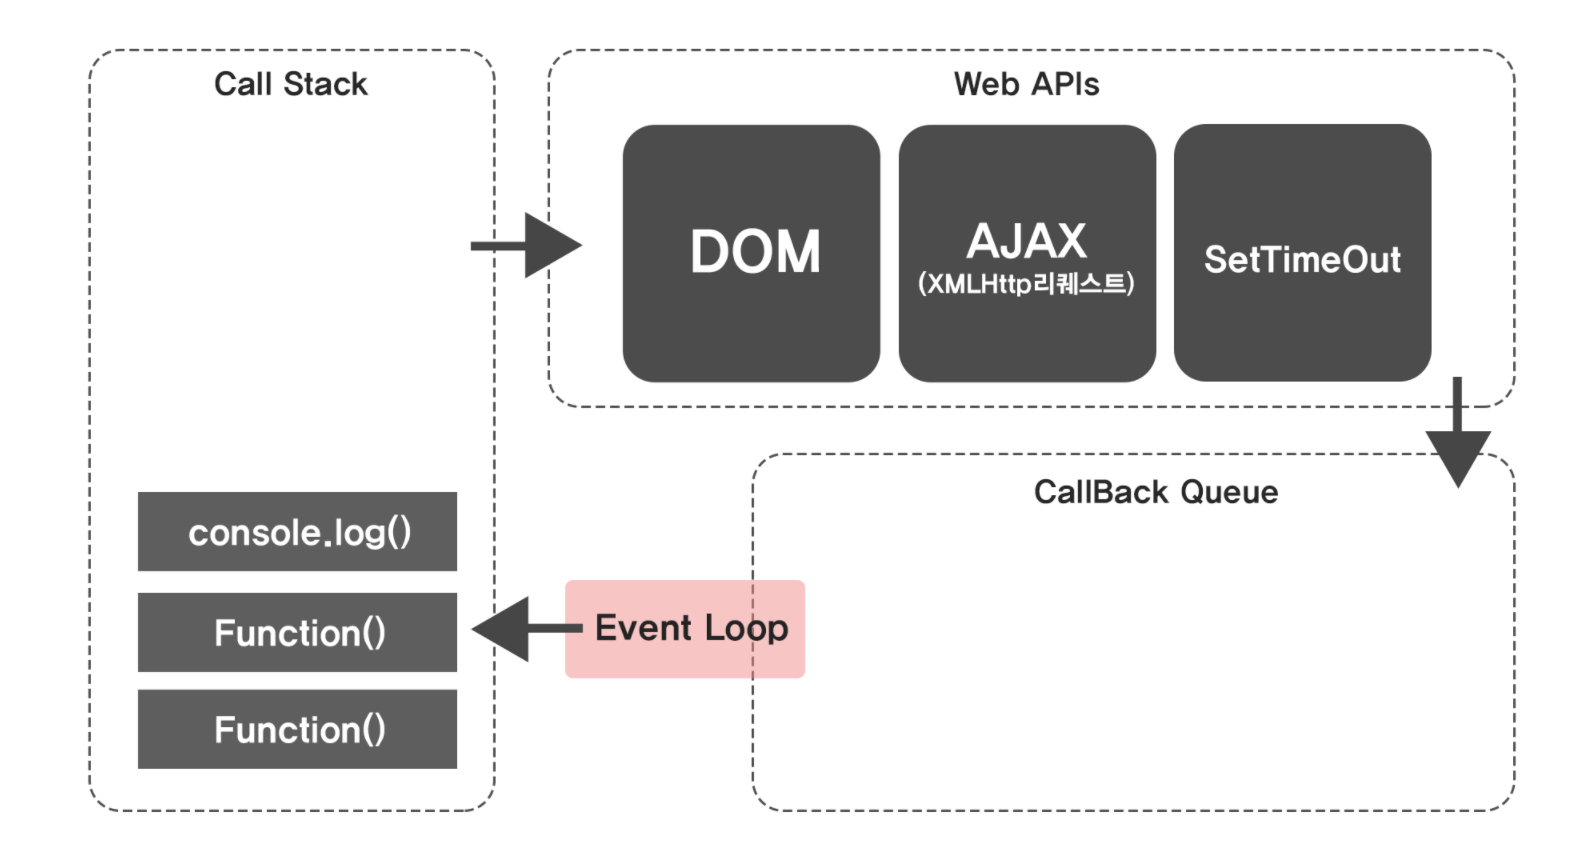 Call Stack
Web APIs
DOM
AJAX
(XMLHttp리퀘스트)
SetTimeOut
CallBack Queue
console.log()
Function()
Event Loop
Function()